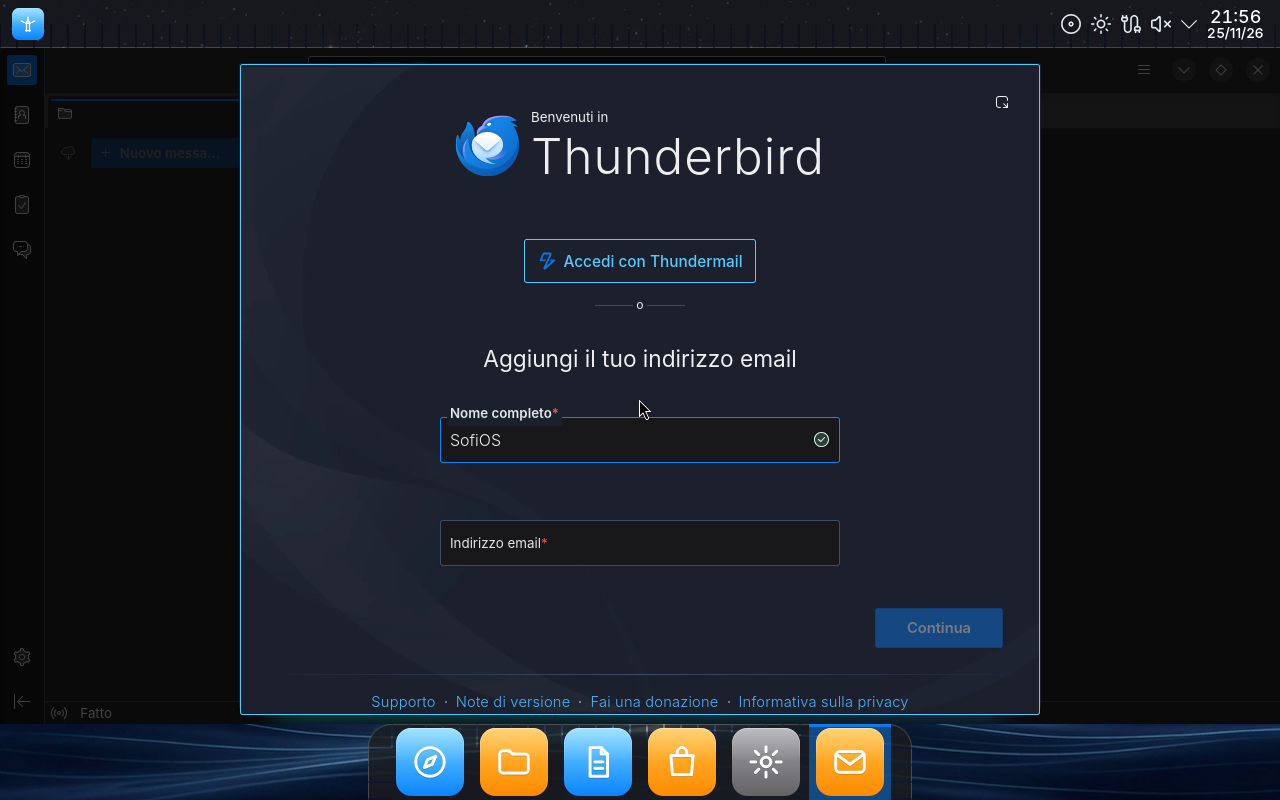 21:56
25/11/26
Nuovo messa...
Benvenuti in
Thunderbird
Accedi con Thundermail
o
Aggiungi il tuo indirizzo email
Nome completo*
SofiOS
Indirizzo email*
Continua
Supporto · Note di versione · Fai una donazione · Informativa sulla privacy
Fatto